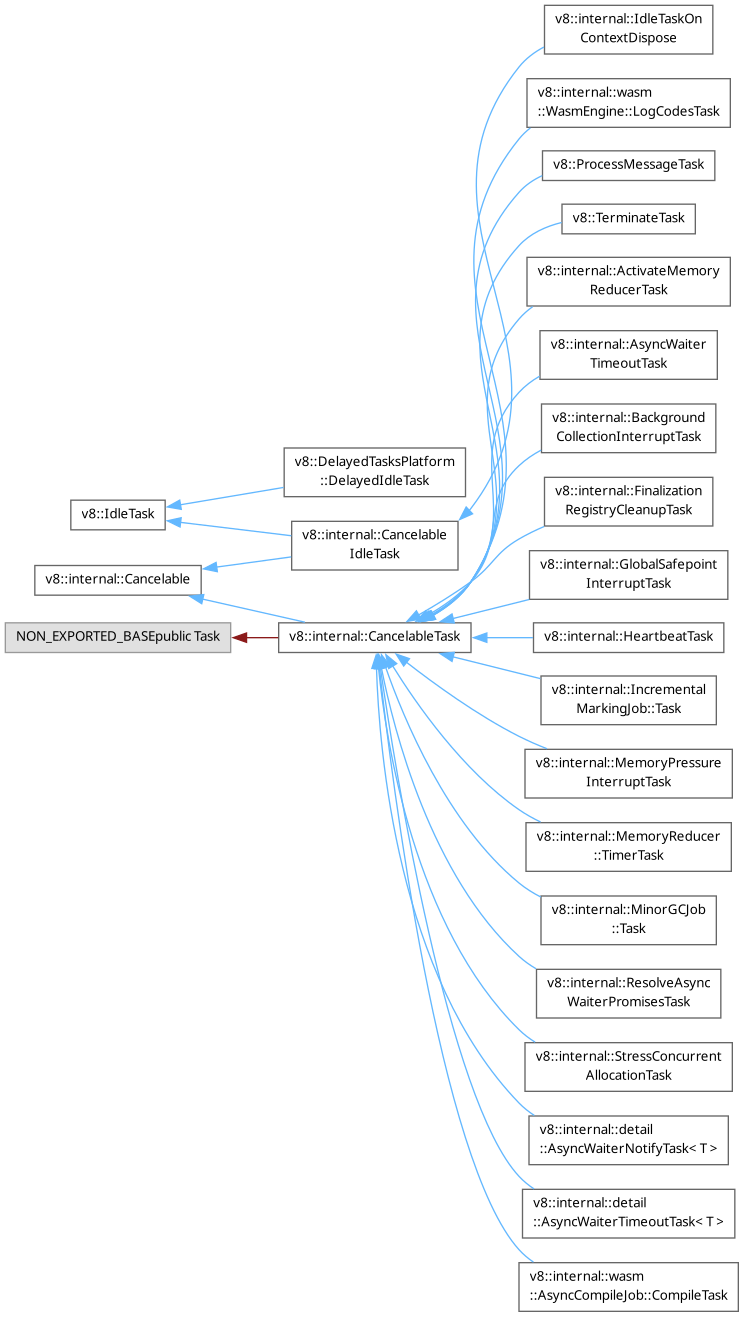 v8::internal::IdleTaskOn
ContextDispose
v8::internal::wasm
::WasmEngine::LogCodesTask
v8::ProcessMessageTask
v8::TerminateTask
v8::internal::ActivateMemory
ReducerTask
v8::internal::AsyncWaiter
TimeoutTask
v8::internal::Background
CollectionInterruptTask
v8::DelayedTasksPlatform
::DelayedIdleTask
v8::IdleTask
v8::internal::Finalization
RegistryCleanupTask
v8::internal::Cancelable
IdleTask
v8::internal::Cancelable
v8::internal::GlobalSafepoint
InterruptTask
NON_EXPORTED_BASEpublic Task
v8::internal::CancelableTask
v8::internal::HeartbeatTask
v8::internal::Incremental
MarkingJob::Task
v8::internal::MemoryPressure
InterruptTask
v8::internal::MemoryReducer
::TimerTask
v8::internal::MinorGCJob
::Task
v8::internal::ResolveAsync
WaiterPromisesTask
v8::internal::StressConcurrent
AllocationTask
v8::internal::detail
::AsyncWaiterNotifyTask< T >
v8::internal::detail
::AsyncWaiterTimeoutTask< T >
v8::internal::wasm
::AsyncCompileJob::CompileTask